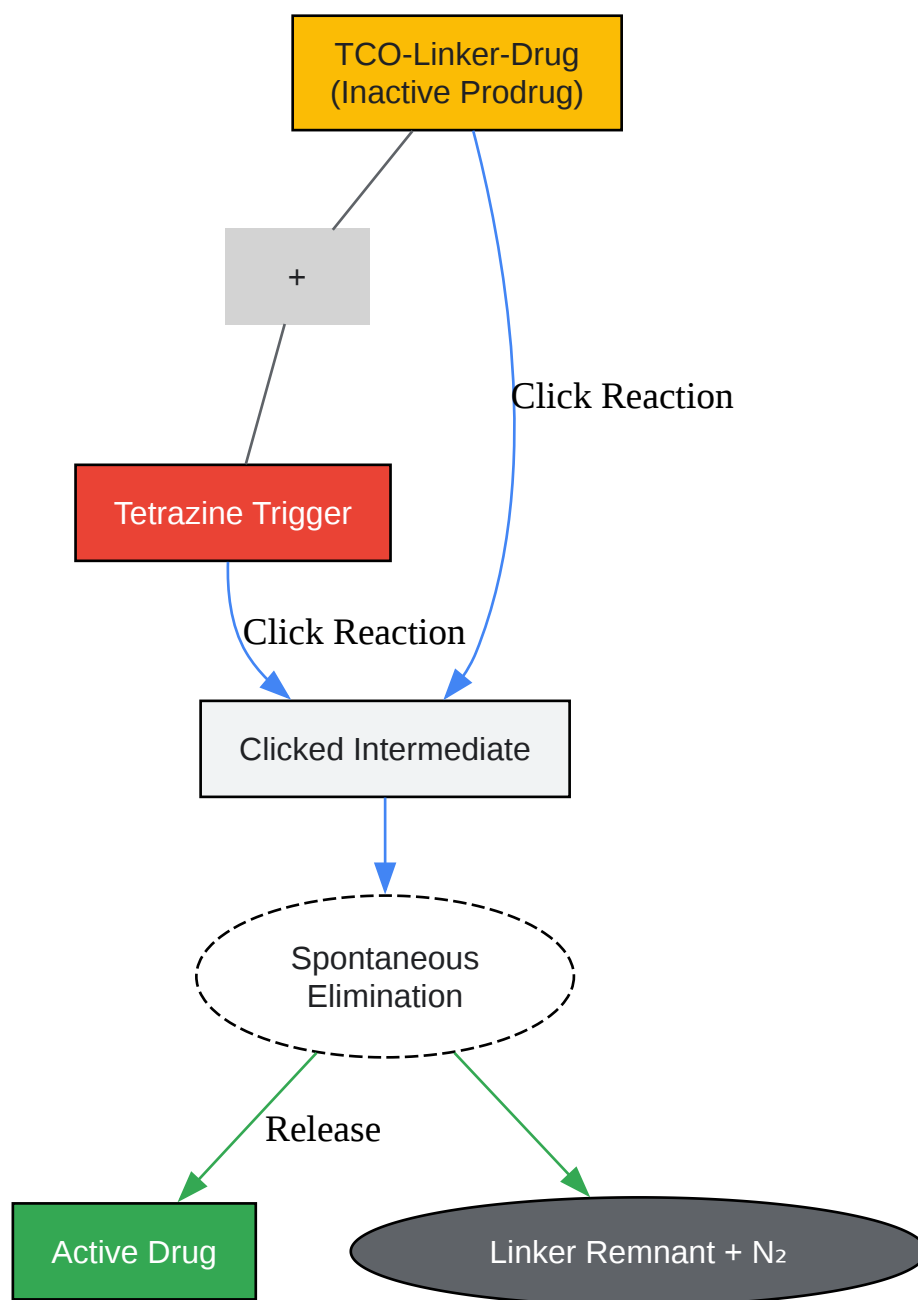 TCO-Linker-Drug
(Inactive Prodrug)
+
Click Reaction
Tetrazine Trigger
Click Reaction
Clicked Intermediate
Spontaneous
Elimination
Release
Active Drug
Linker Remnant + N₂